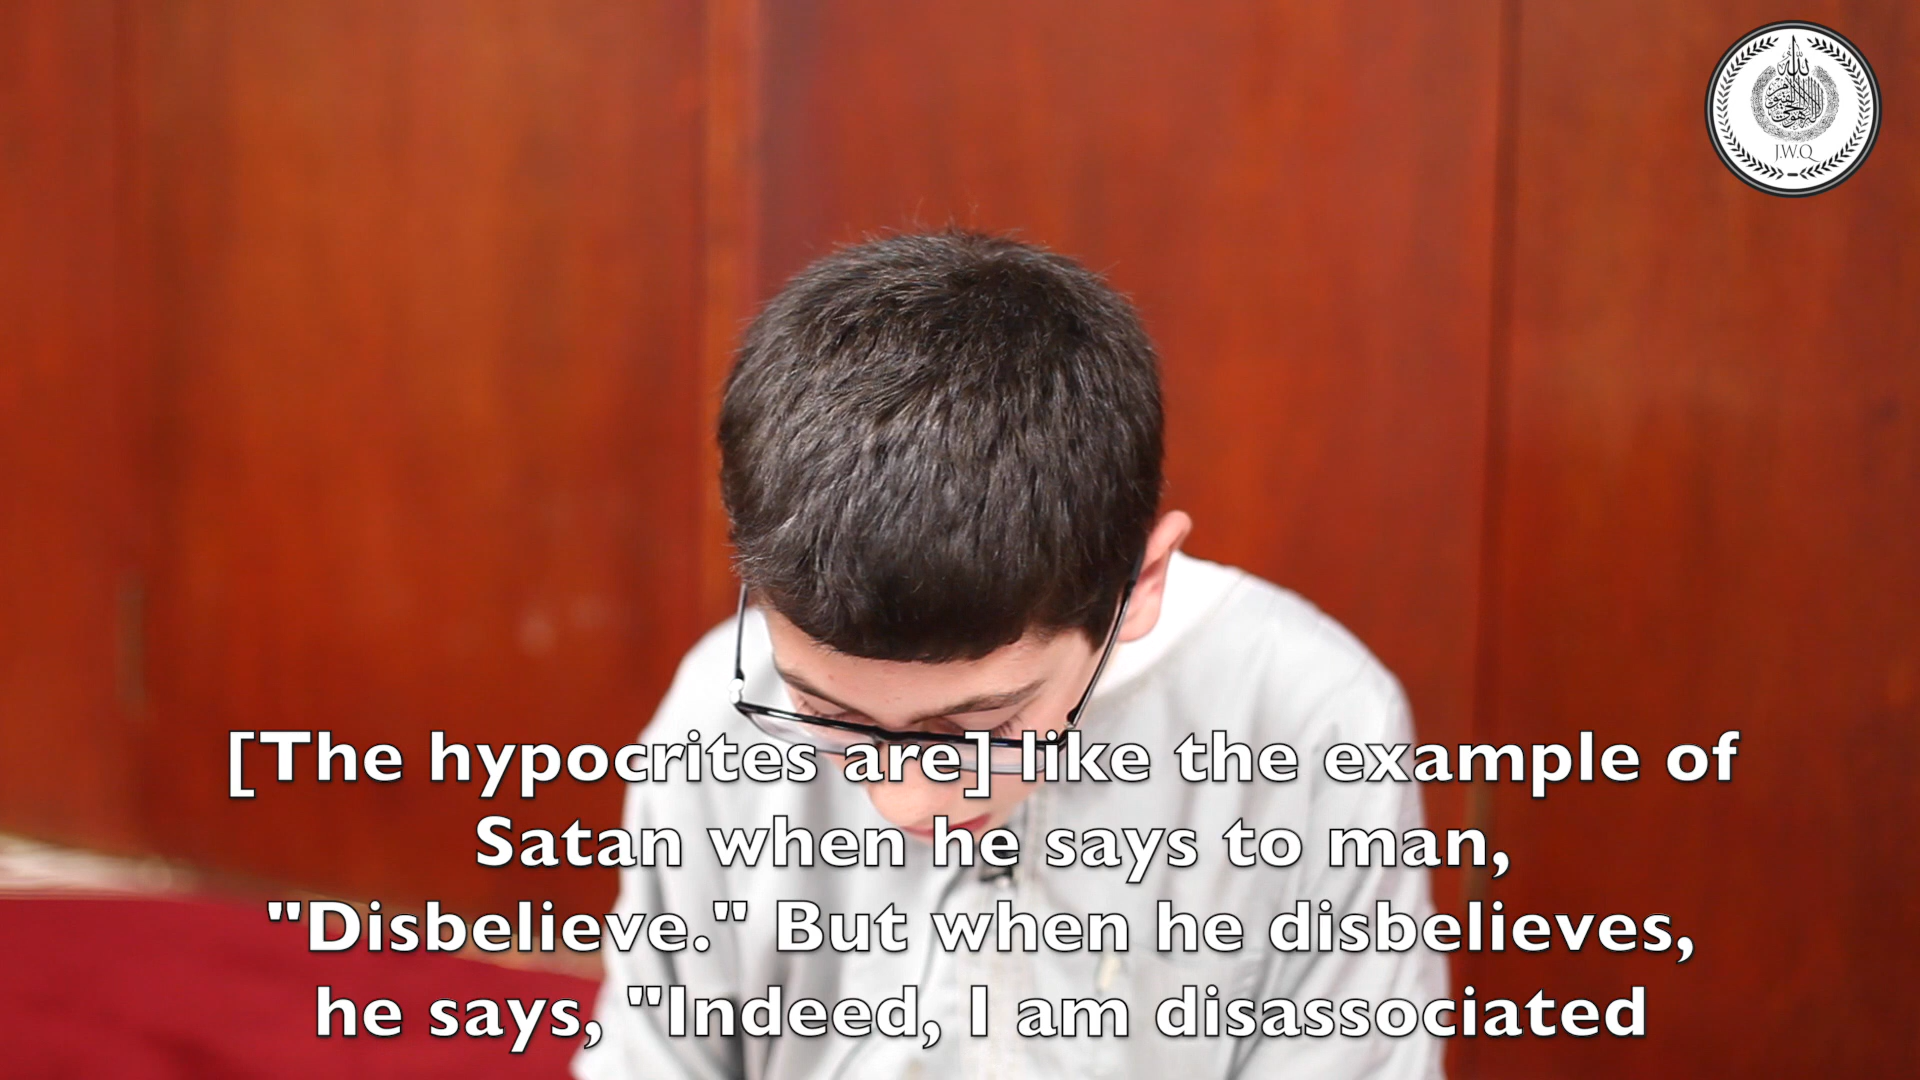 J.W.Q
[The hypocrites are] like the example of
Satan when he says to man,
"Disbelieve." But when he disbelieves,
he says, "Indeed, I am disassociated